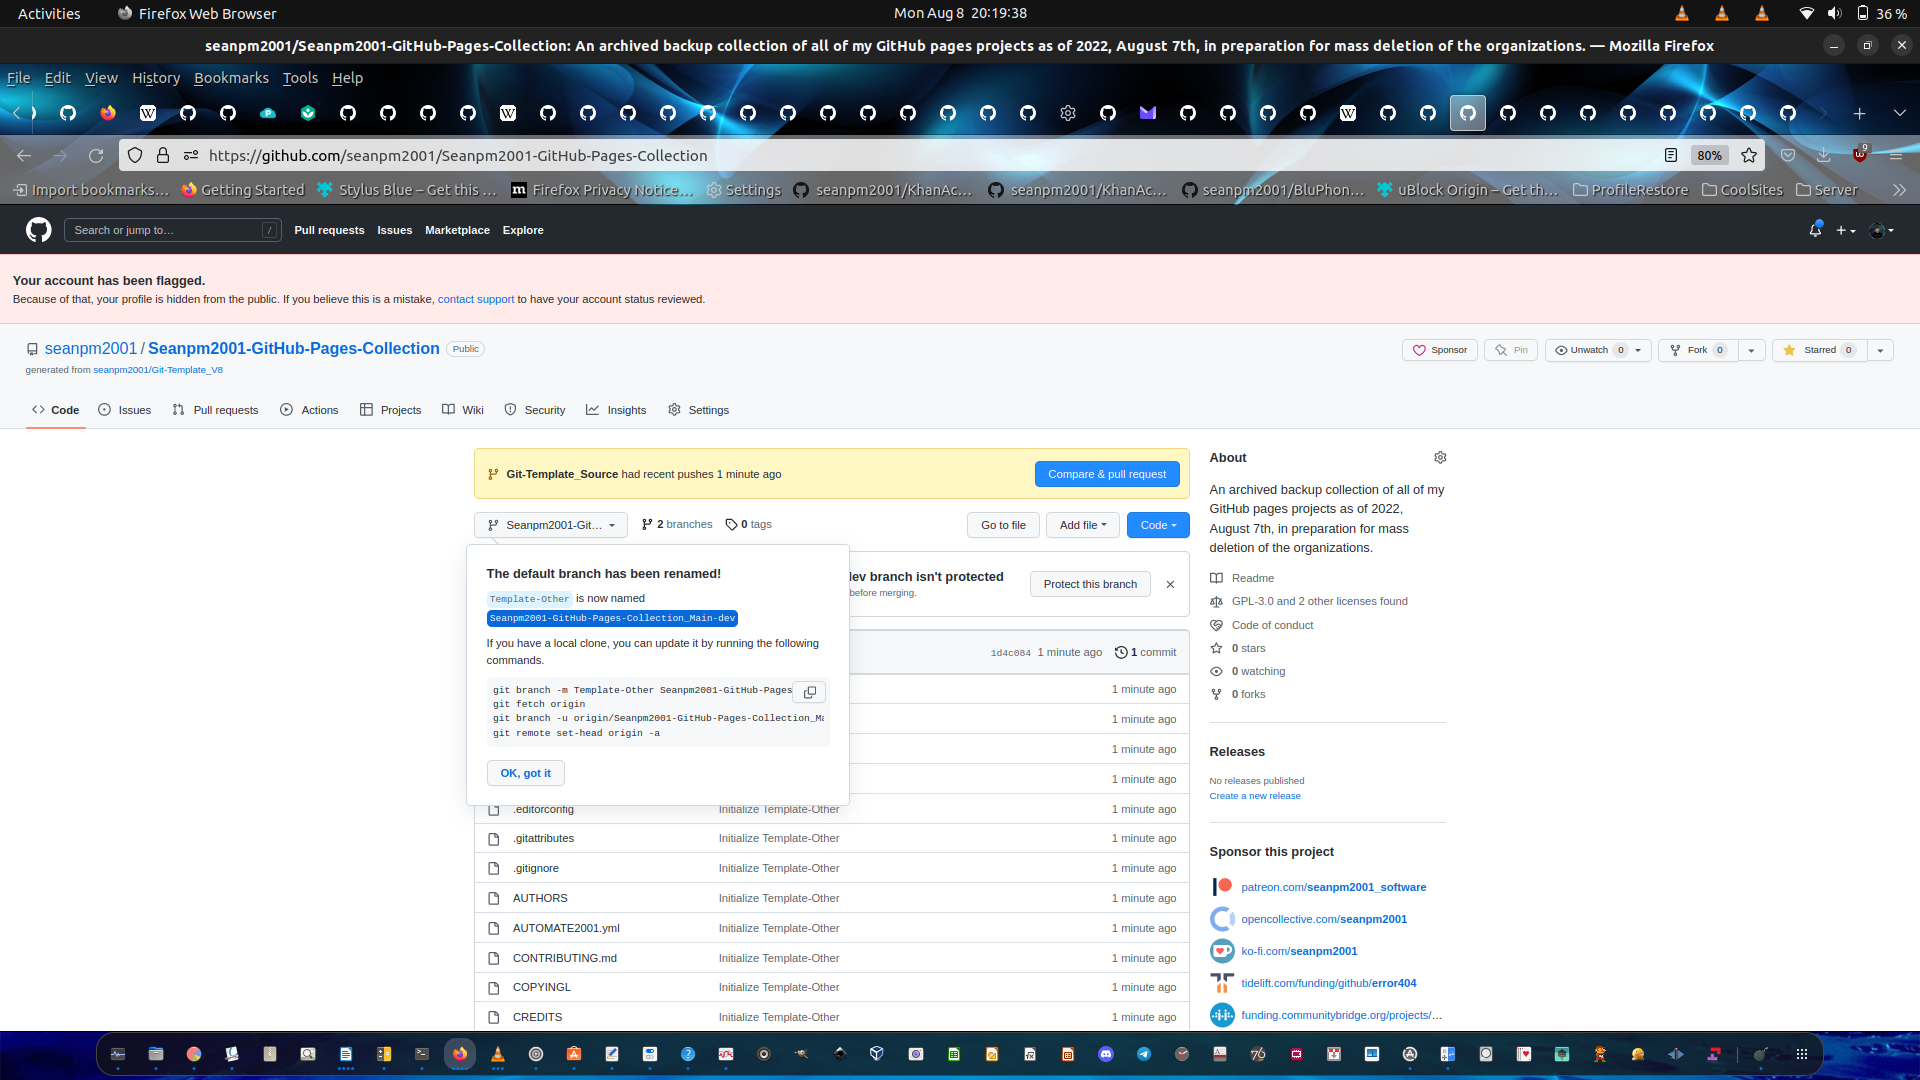 Activities
Firefox Web Browser
Mon Aug 8 20:19:38
36 %
seanpm2001/Seanpm2001-GitHub-Pages-Collection: An archived backup collection of all of my GitHub pages projects as of 2022, August 7th, in preparation for mass deletion of the organizations. — Mozilla Firefox
File Edit View History Bookmarks Tools Help
https://github.com/seanpm2001/Seanpm2001-GitHub-Pages-Collection
80%
9
Import bookmarks…
Getting Started
Stylus Blue – Get this …
Firefox Privacy Notice…
Settings
seanpm2001/KhanAc…
seanpm2001/KhanAc…
seanpm2001/BluPhon…
uBlock Origin – Get th…
ProfileRestore
CoolSites
Server
Search or jump to…
/
Pull requests
Issues
Marketplace
Explore
Your account has been flagged.
Because of that, your profile is hidden from the public. If you believe this is a mistake, contact support to have your account status reviewed.
seanpm2001 / Seanpm2001-GitHub-Pages-Collection
Public
Sponsor
Pin
Unwatch 0
Fork 0
Starred 0
generated from seanpm2001/Git-Template_V8
Code
Issues
Pull requests
Actions
Projects
Wiki
Security
Insights
Settings
Git-Template_Source had recent pushes 1 minute ago
Compare & pull request
Seanpm2001-Git…
2 branches
0 tags
Go to file
Add file
Code
The default branch has been renamed!
Template-Other is now named
Seanpm2001-GitHub-Pages-Collection_Main-dev
If you have a local clone, you can update it by running the following
commands.
git branch -m Template-Other Seanpm2001-GitHub-Pages
git fetch origin
git branch -u origin/Seanpm2001-GitHub-Pages-Collection_Ma
git remote set-head origin -a
OK, got it
dev branch isn't protected
before merging.
Protect this branch
1d4c084 1 minute ago
1 commit
1 minute ago
1 minute ago
1 minute ago
1 minute ago
.editorconfig Initialize Template-Other 1 minute ago
.gitattributes Initialize Template-Other 1 minute ago
.gitignore Initialize Template-Other 1 minute ago
AUTHORS Initialize Template-Other 1 minute ago
AUTOMATE2001.yml Initialize Template-Other 1 minute ago
CONTRIBUTING.md Initialize Template-Other 1 minute ago
COPYINGL Initialize Template-Other 1 minute ago
CREDITS Initialize Template-Other 1 minute ago
About
An archived backup collection of all of my
GitHub pages projects as of 2022,
August 7th, in preparation for mass
deletion of the organizations.
Readme
GPL-3.0 and 2 other licenses found
Code of conduct
0 stars
0 watching
0 forks
Releases
No releases published
Create a new release
Sponsor this project
patreon.com/seanpm2001_software
opencollective.com/seanpm2001
ko-fi.com/seanpm2001
tidelift.com/funding/github/error404
funding.communitybridge.org/projects/…